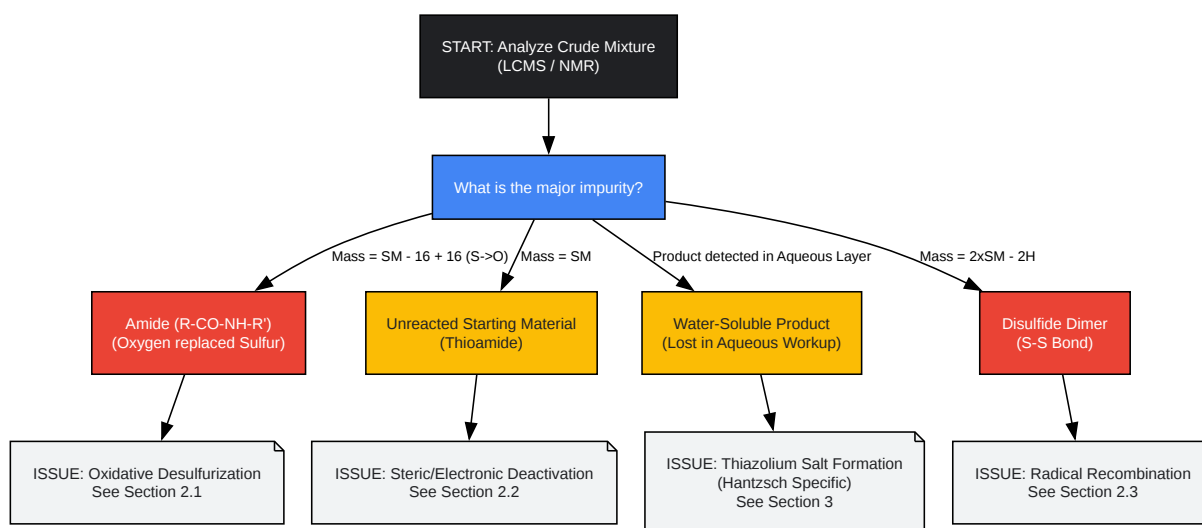 START: Analyze Crude Mixture
(LCMS / NMR)
What is the major impurity?
Mass = SM - 16 + 16 (S->O)
Mass = SM
Product detected in Aqueous Layer
Mass = 2xSM - 2H
Amide (R-CO-NH-R')
(Oxygen replaced Sulfur)
Unreacted Starting Material
(Thioamide)
Water-Soluble Product
(Lost in Aqueous Workup)
Disulfide Dimer
(S-S Bond)
ISSUE: Oxidative Desulfurization
See Section 2.1
ISSUE: Steric/Electronic Deactivation
See Section 2.2
ISSUE: Thiazolium Salt Formation
(Hantzsch Specific)
See Section 3
ISSUE: Radical Recombination
See Section 2.3